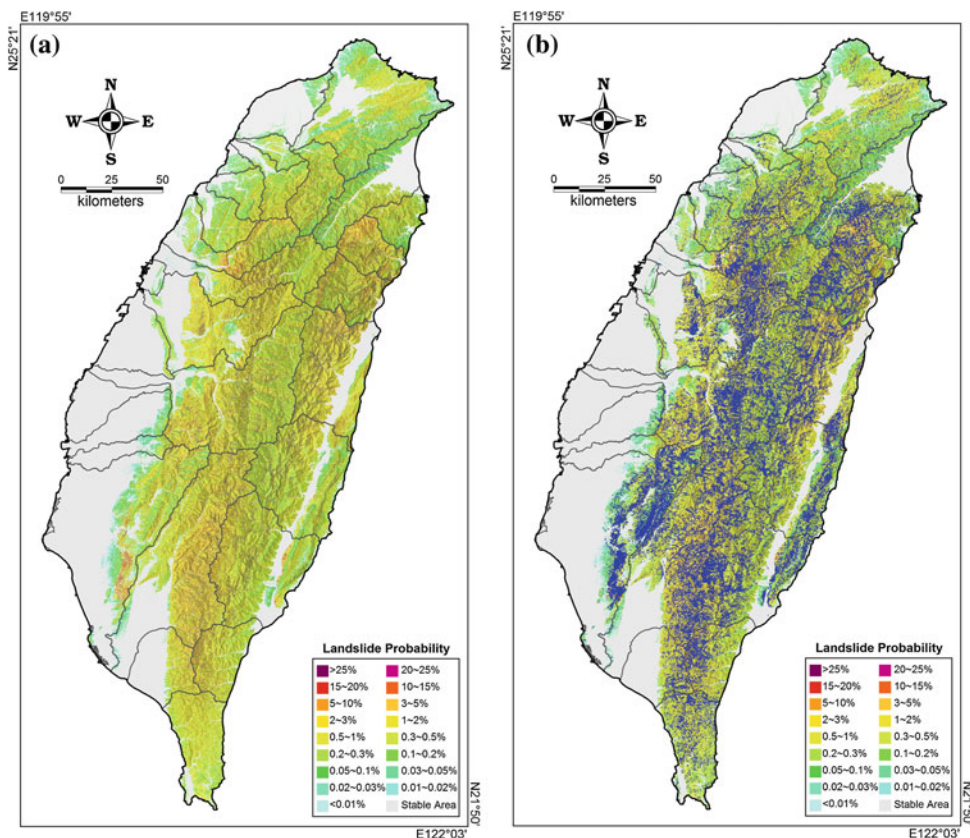 E119°55'
N25°21'
(a)
N
W E
S
0 25 50
kilometers
Landslide Probability
>25% 20~25%
15~20% 10~15%
5~10% 3~5%
2~3% 1~2%
0.5~1% 0.3~0.5%
0.2~0.3% 0.1~0.2%
0.05~0.1% 0.03~0.05%
0.02~0.03% 0.01~0.02%
<0.01% Stable Area
N21°50'
E122°03'
E119°55'
N25°21'
(b)
N
W E
S
0 25 50
kilometers
Landslide Probability
>25% 20~25%
15~20% 10~15%
5~10% 3~5%
2~3% 1~2%
0.5~1% 0.3~0.5%
0.2~0.3% 0.1~0.2%
0.05~0.1% 0.03~0.05%
0.02~0.03% 0.01~0.02%
<0.01% Stable Area
N21°50'
E122°03'